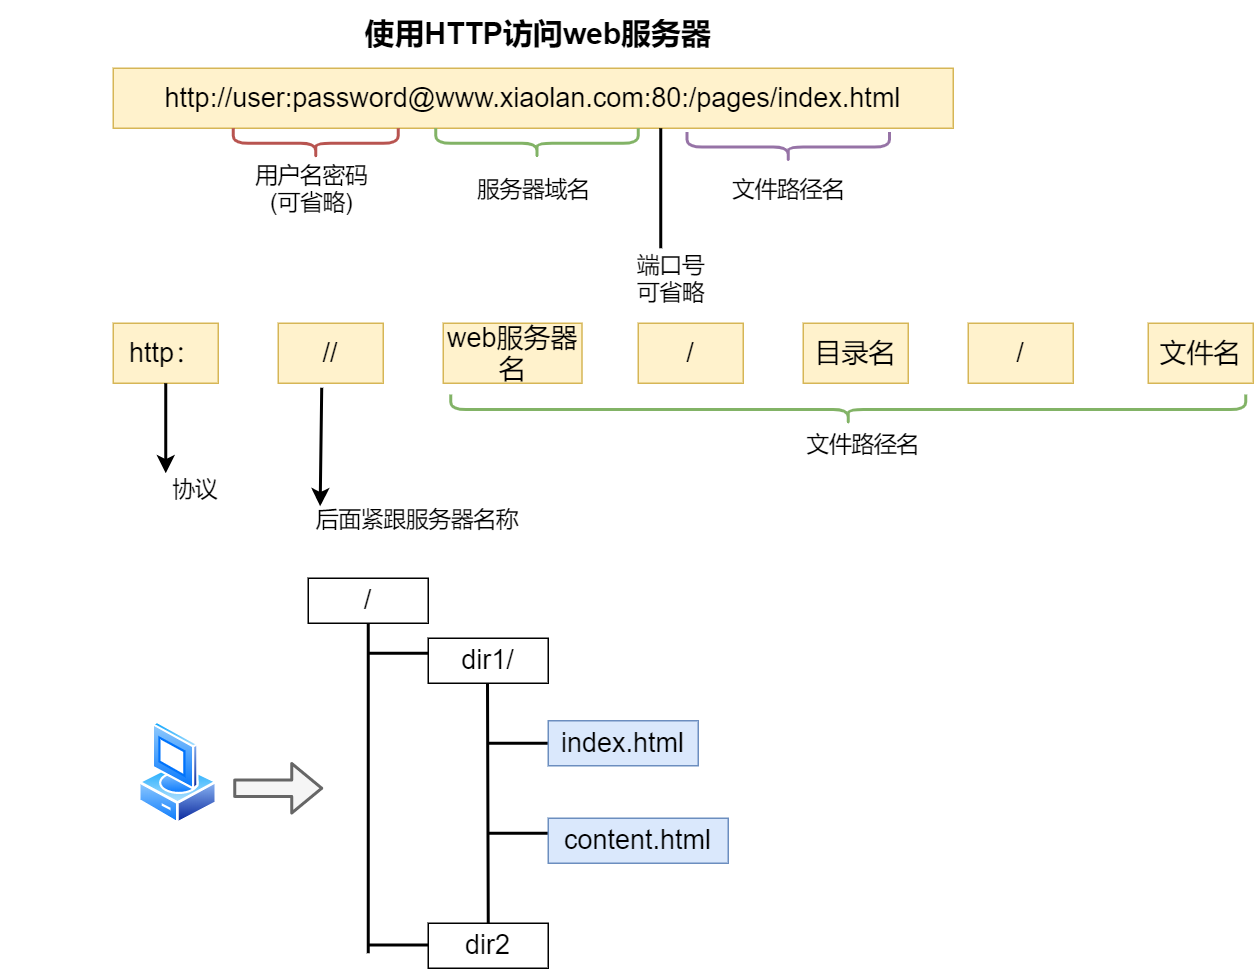 使用HTTP访问web服务器
http://user:password@www.xiaolan.com:80:/pages/index.html
用户名密码
(可省略)
服务器域名
文件路径名
端口号
可省略
http：
//
web服务器
名
/
目录名
/
文件名
文件路径名
协议
后面紧跟服务器名称
/
dir1/
index.html
content.html
dir2